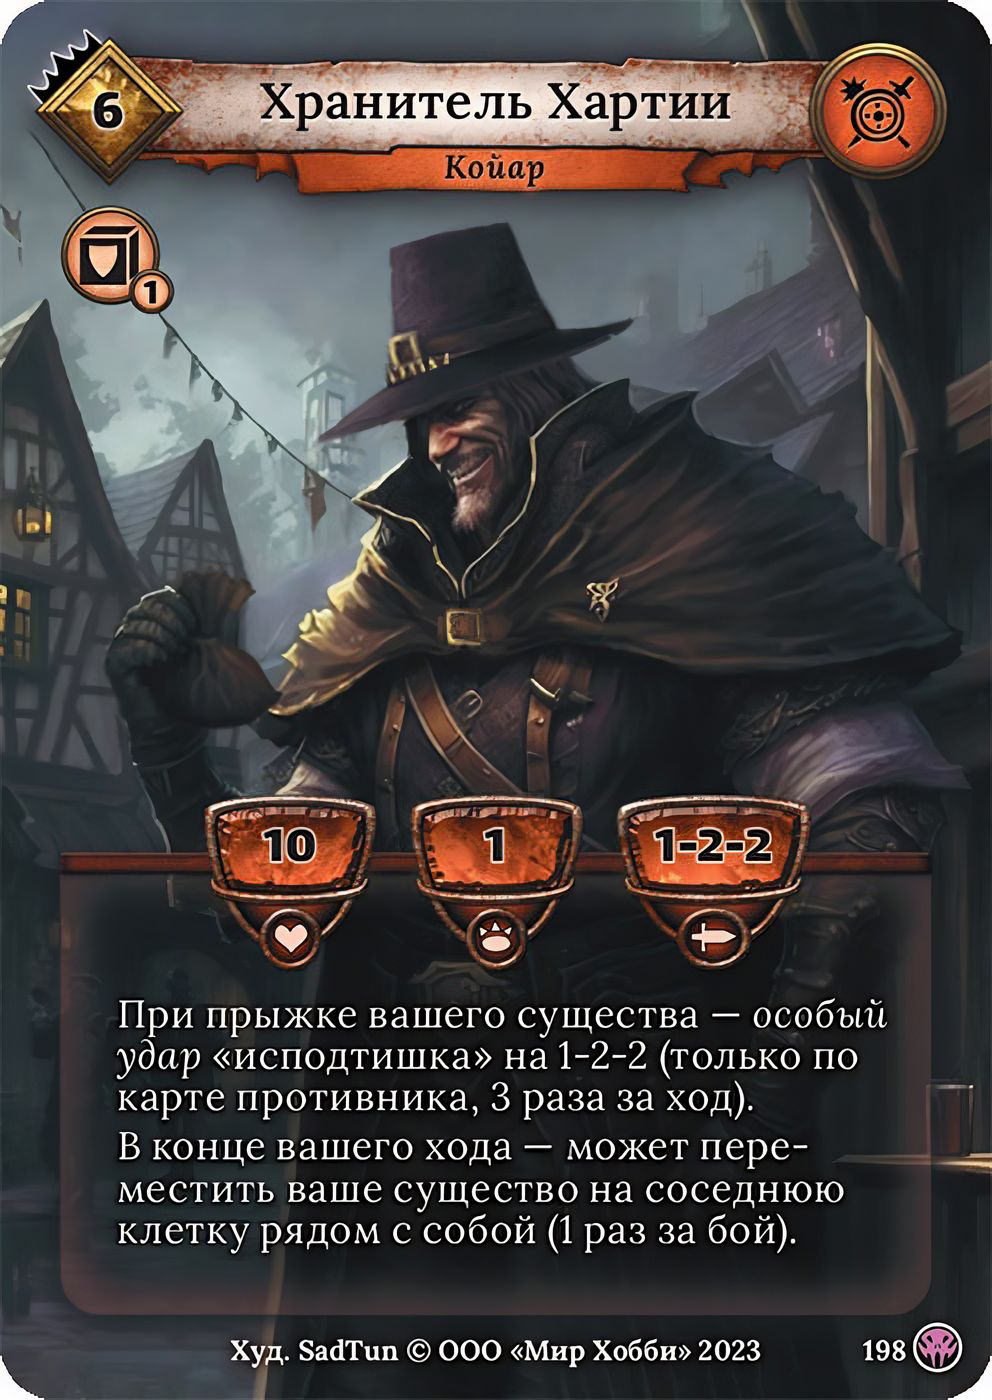 6
Хранитель Хартии
Койар
1
10
1
1-2-2
При прыжке вашего существа — особый
удар «исподтишка» на 1-2-2 (только по
карте противника, 3 раза за ход).
В конце вашего хода — может пере-
местить ваше существо на соседнюю
клетку рядом с собой (1 раз за бой).
Худ. SadTun © ООО «Мир Хобби» 2023
198